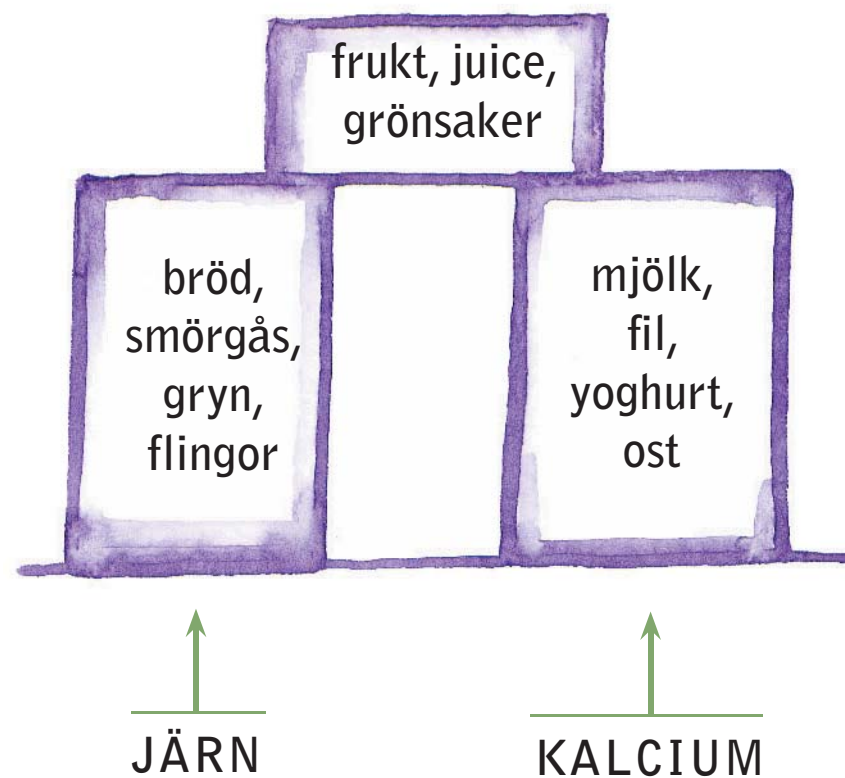 frukt, juice,
grönsaker
bröd,
smörgås,
gryn,
flingor
mjölk,
fil,
yoghurt,
ost
JÄRN
KALCIUM